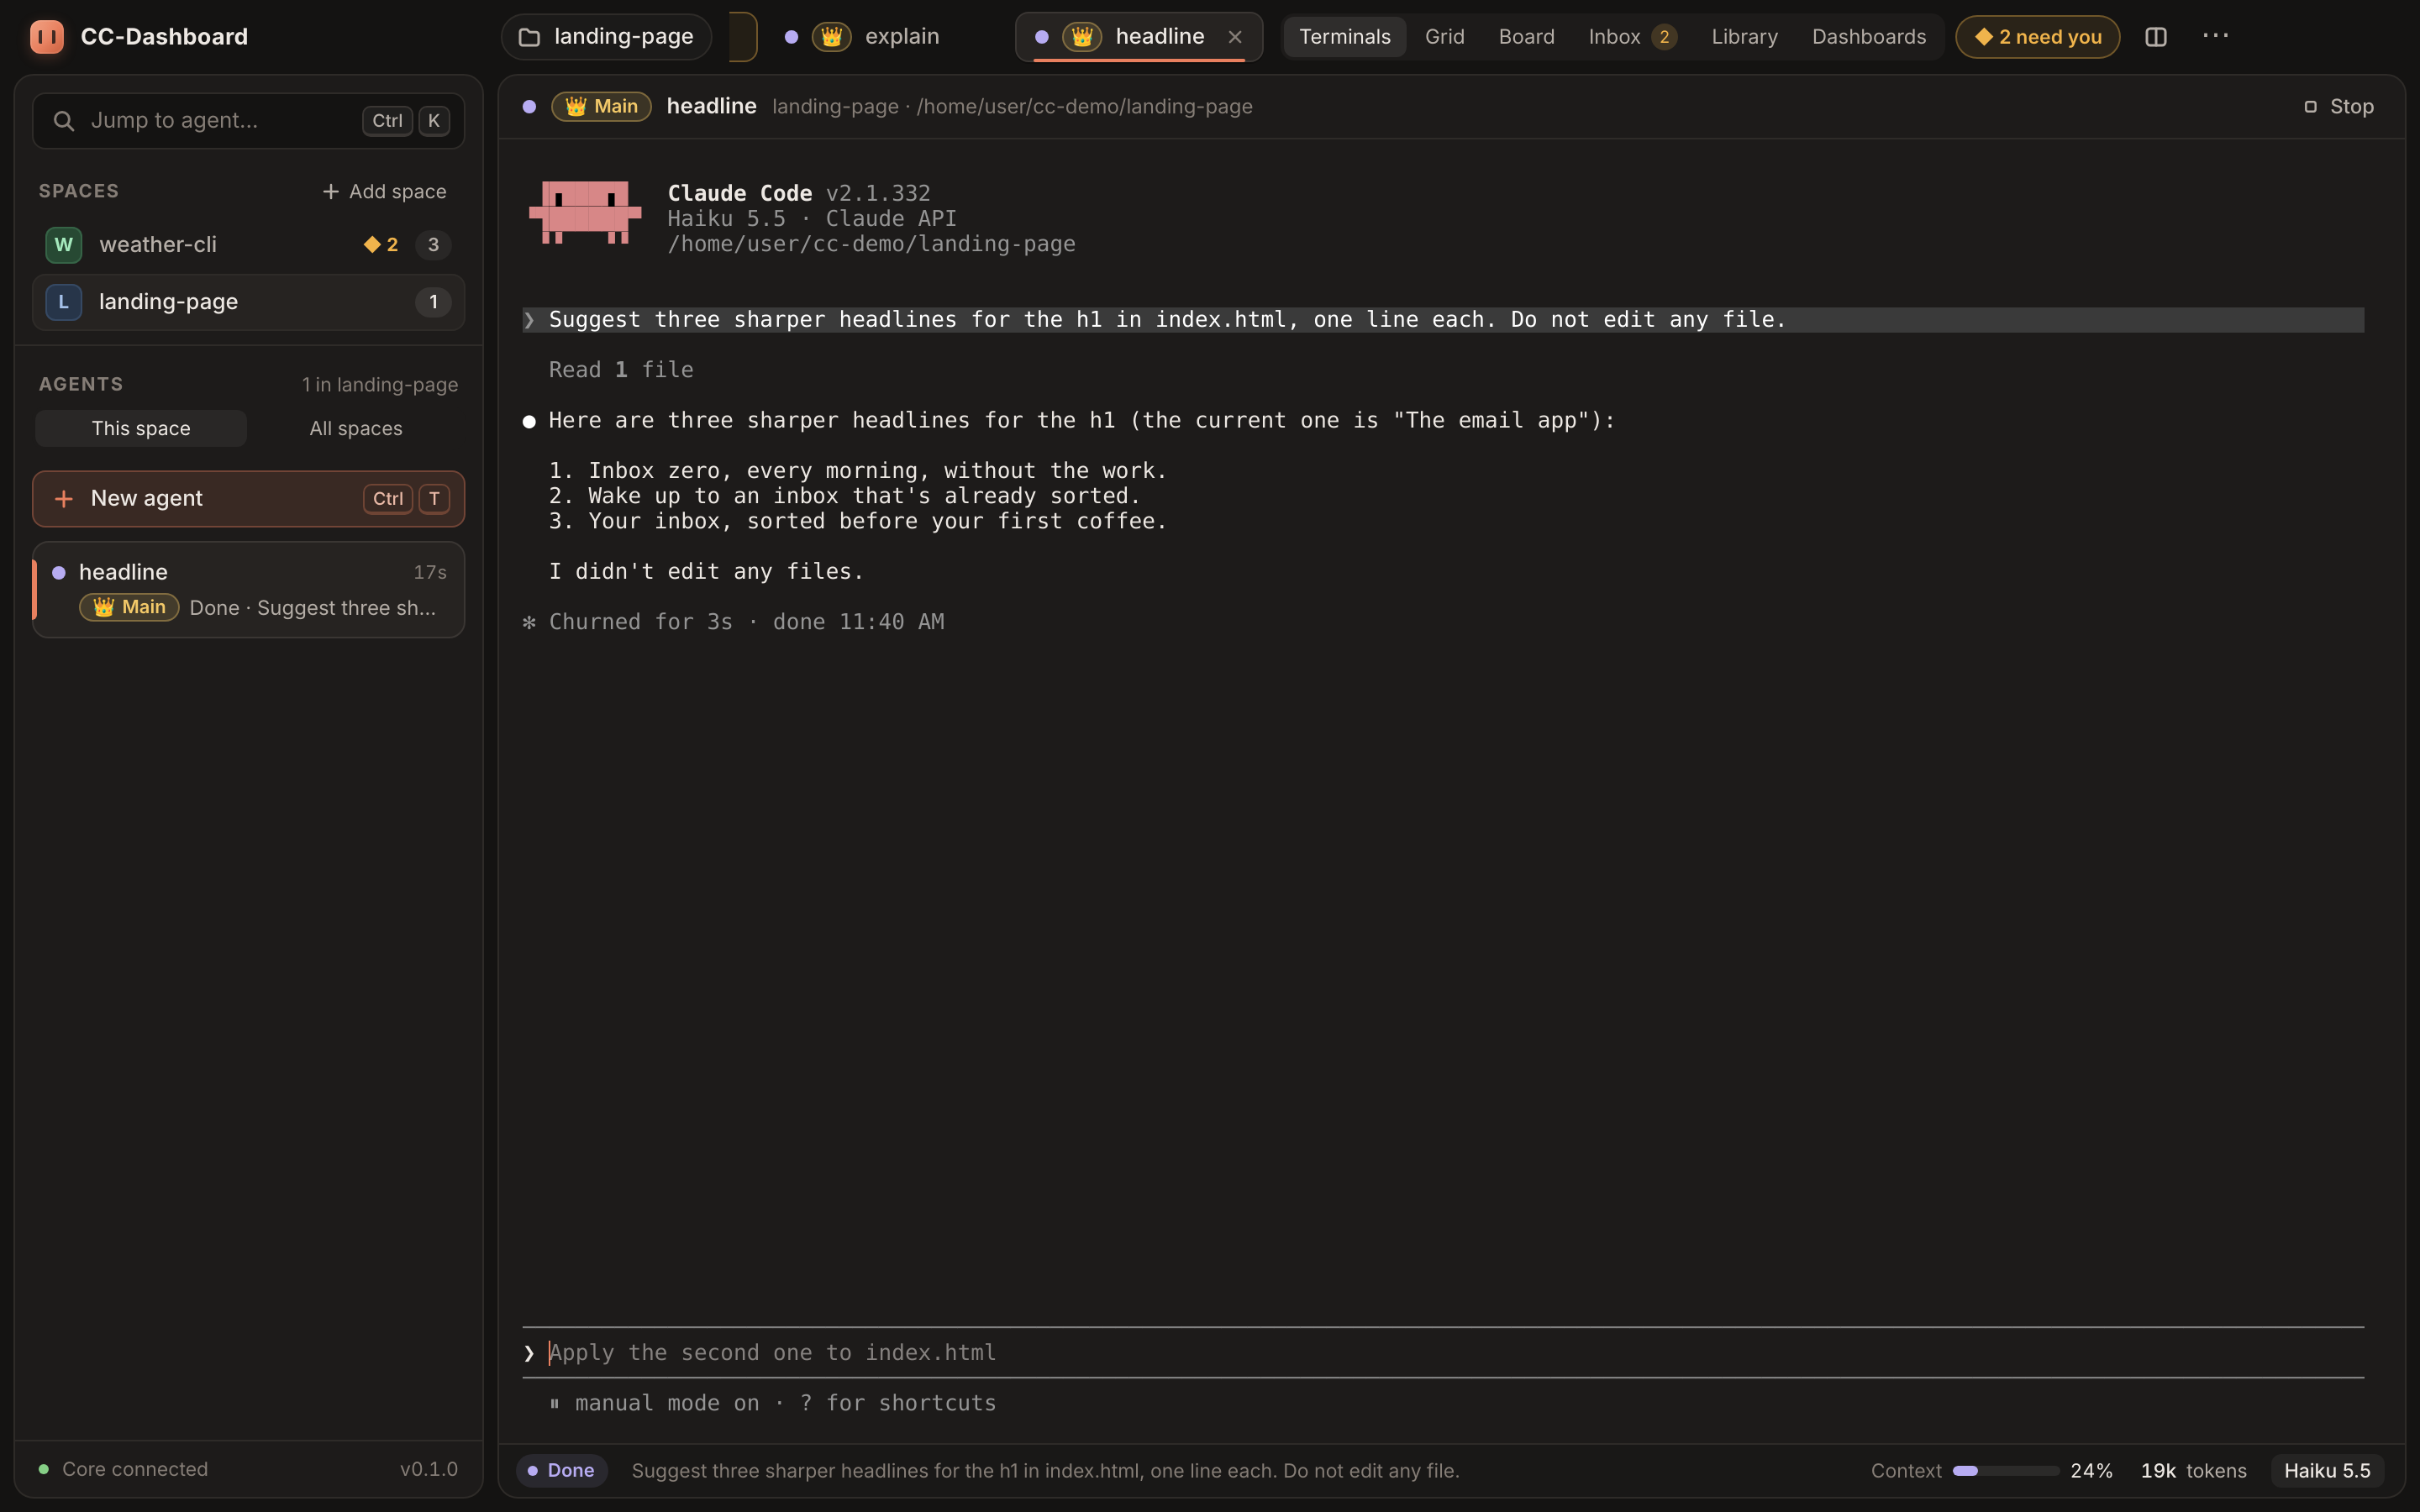 CC-Dashboard
landing-page
👑 explain
👑 headline ✕
Terminals Grid Board Inbox 2 Library Dashboards
◆ 2 need you
···
Jump to agent... Ctrl K
SPACES + Add space
W weather-cli ◆ 2 3
L landing-page 1
AGENTS 1 in landing-page
This space All spaces
+ New agent Ctrl T
headline 17s
👑 Main Done · Suggest three sh...
Core connected v0.1.0
👑 Main headline landing-page · /home/user/cc-demo/landing-page Stop
Claude Code v2.1.332
Haiku 5.5 · Claude API
/home/user/cc-demo/landing-page
❯ Suggest three sharper headlines for the h1 in index.html, one line each. Do not edit any file.
Read 1 file
● Here are three sharper headlines for the h1 (the current one is "The email app"):
1. Inbox zero, every morning, without the work.
2. Wake up to an inbox that's already sorted.
3. Your inbox, sorted before your first coffee.
I didn't edit any files.
✻ Churned for 3s · done 11:40 AM
❯ Apply the second one to index.html
⏸ manual mode on · ? for shortcuts
Done Suggest three sharper headlines for the h1 in index.html, one line each. Do not edit any file. Context 24% 19k tokens Haiku 5.5